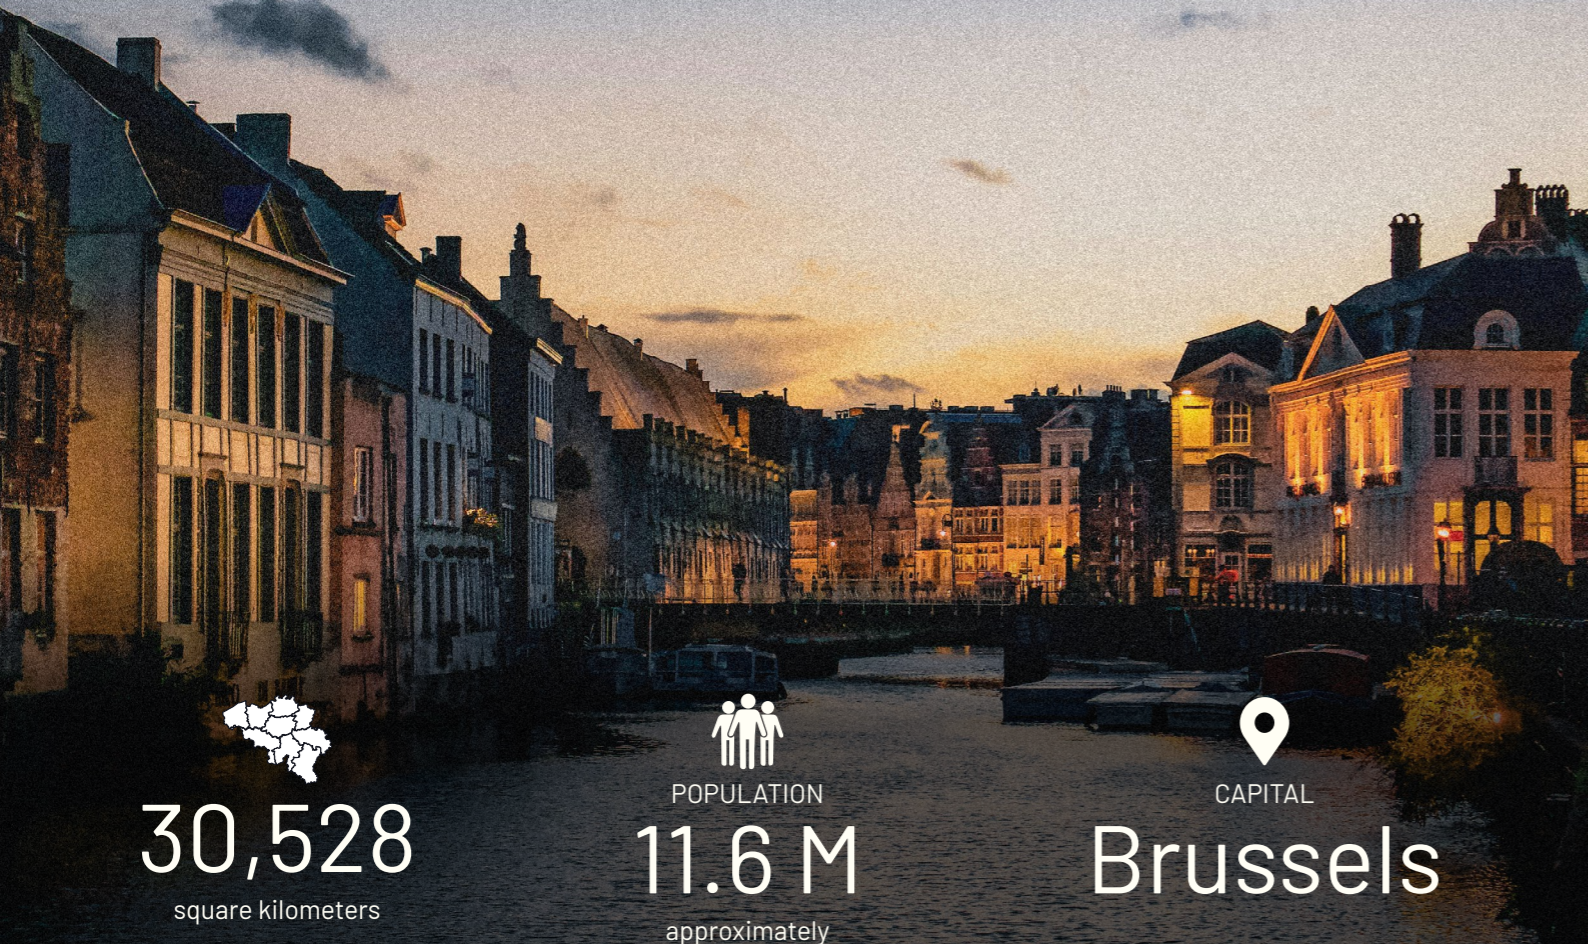 30,528
square kilometers
POPULATION
11.6 M
approximately
CAPITAL
Brussels